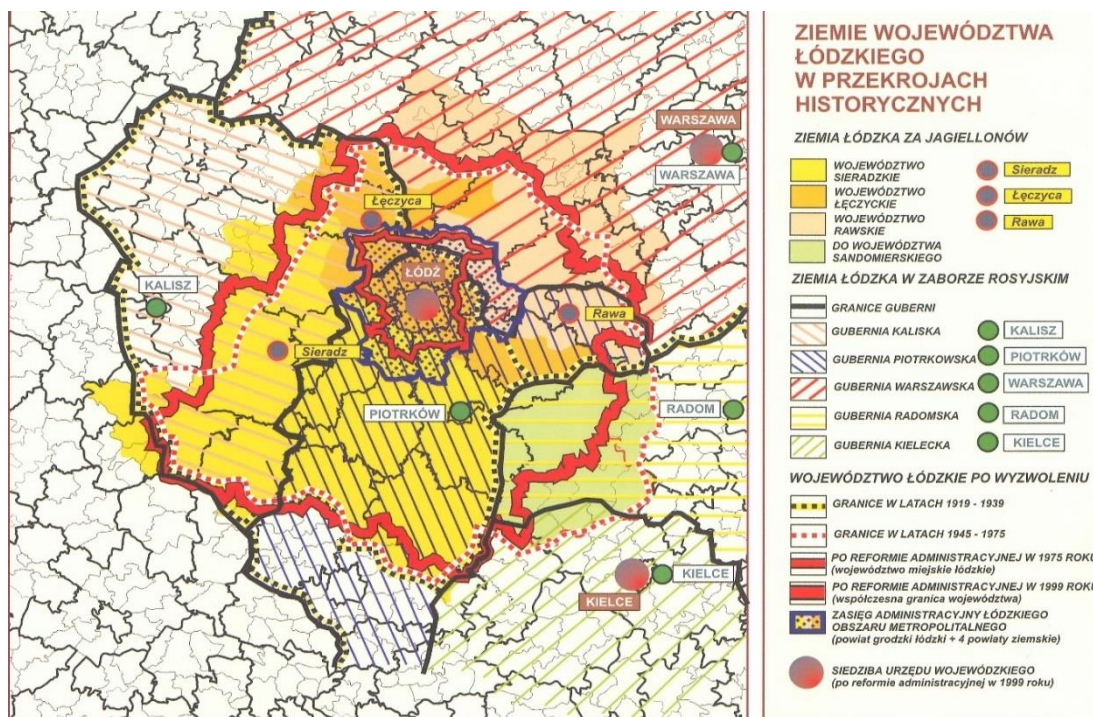 WARSZAWA
WARSZAWA
Łęczyca
ŁÓDŹ
KALISZ
Rawa
Sieradz
PIOTRKÓW
RADOM
KIELCE
KIELCE
ZIEMIE WOJEWÓDZTWA
ŁÓDZKIEGO
W PRZEKROJACH
HISTORYCZNYCH
ZIEMIA ŁÓDZKA ZA JAGIELLONÓW
WOJEWÓDZTWO
SIERADZKIE
Sieradz
WOJEWÓDZTWO
ŁĘCZYCKIE
Łęczyca
WOJEWÓDZTWO
RAWSKIE
Rawa
DO WOJEWÓDZTWA
SANDOMIERSKIEGO
ZIEMIA ŁÓDZKA W ZABORZE ROSYJSKIM
GRANICE GUBERNI
GUBERNIA KALISKA
KALISZ
GUBERNIA PIOTRKOWSKA
PIOTRKÓW
GUBERNIA WARSZAWSKA
WARSZAWA
GUBERNIA RADOMSKA
RADOM
GUBERNIA KIELECKA
KIELCE
WOJEWÓDZTWO ŁÓDZKIE PO WYZWOLENIU
GRANICE W LATACH 1919 - 1939
GRANICE W LATACH 1945 - 1975
PO REFORMIE ADMINISTRACYJNEJ W 1975 ROKU
(województwo miejskie łódzkie)
PO REFORMIE ADMINISTRACYJNEJ W 1999 ROKU
(współczesna granica województwa)
ZASIĘG ADMINISTRACYJNY ŁÓDZKIEGO
OBSZARU METROPOLITALNEGO
(powiat grodzki łódzki + 4 powiaty ziemskie)
SIEDZIBA URZĘDU WOJEWÓDZKIEGO
(po reformie administracyjnej w 1999 roku)